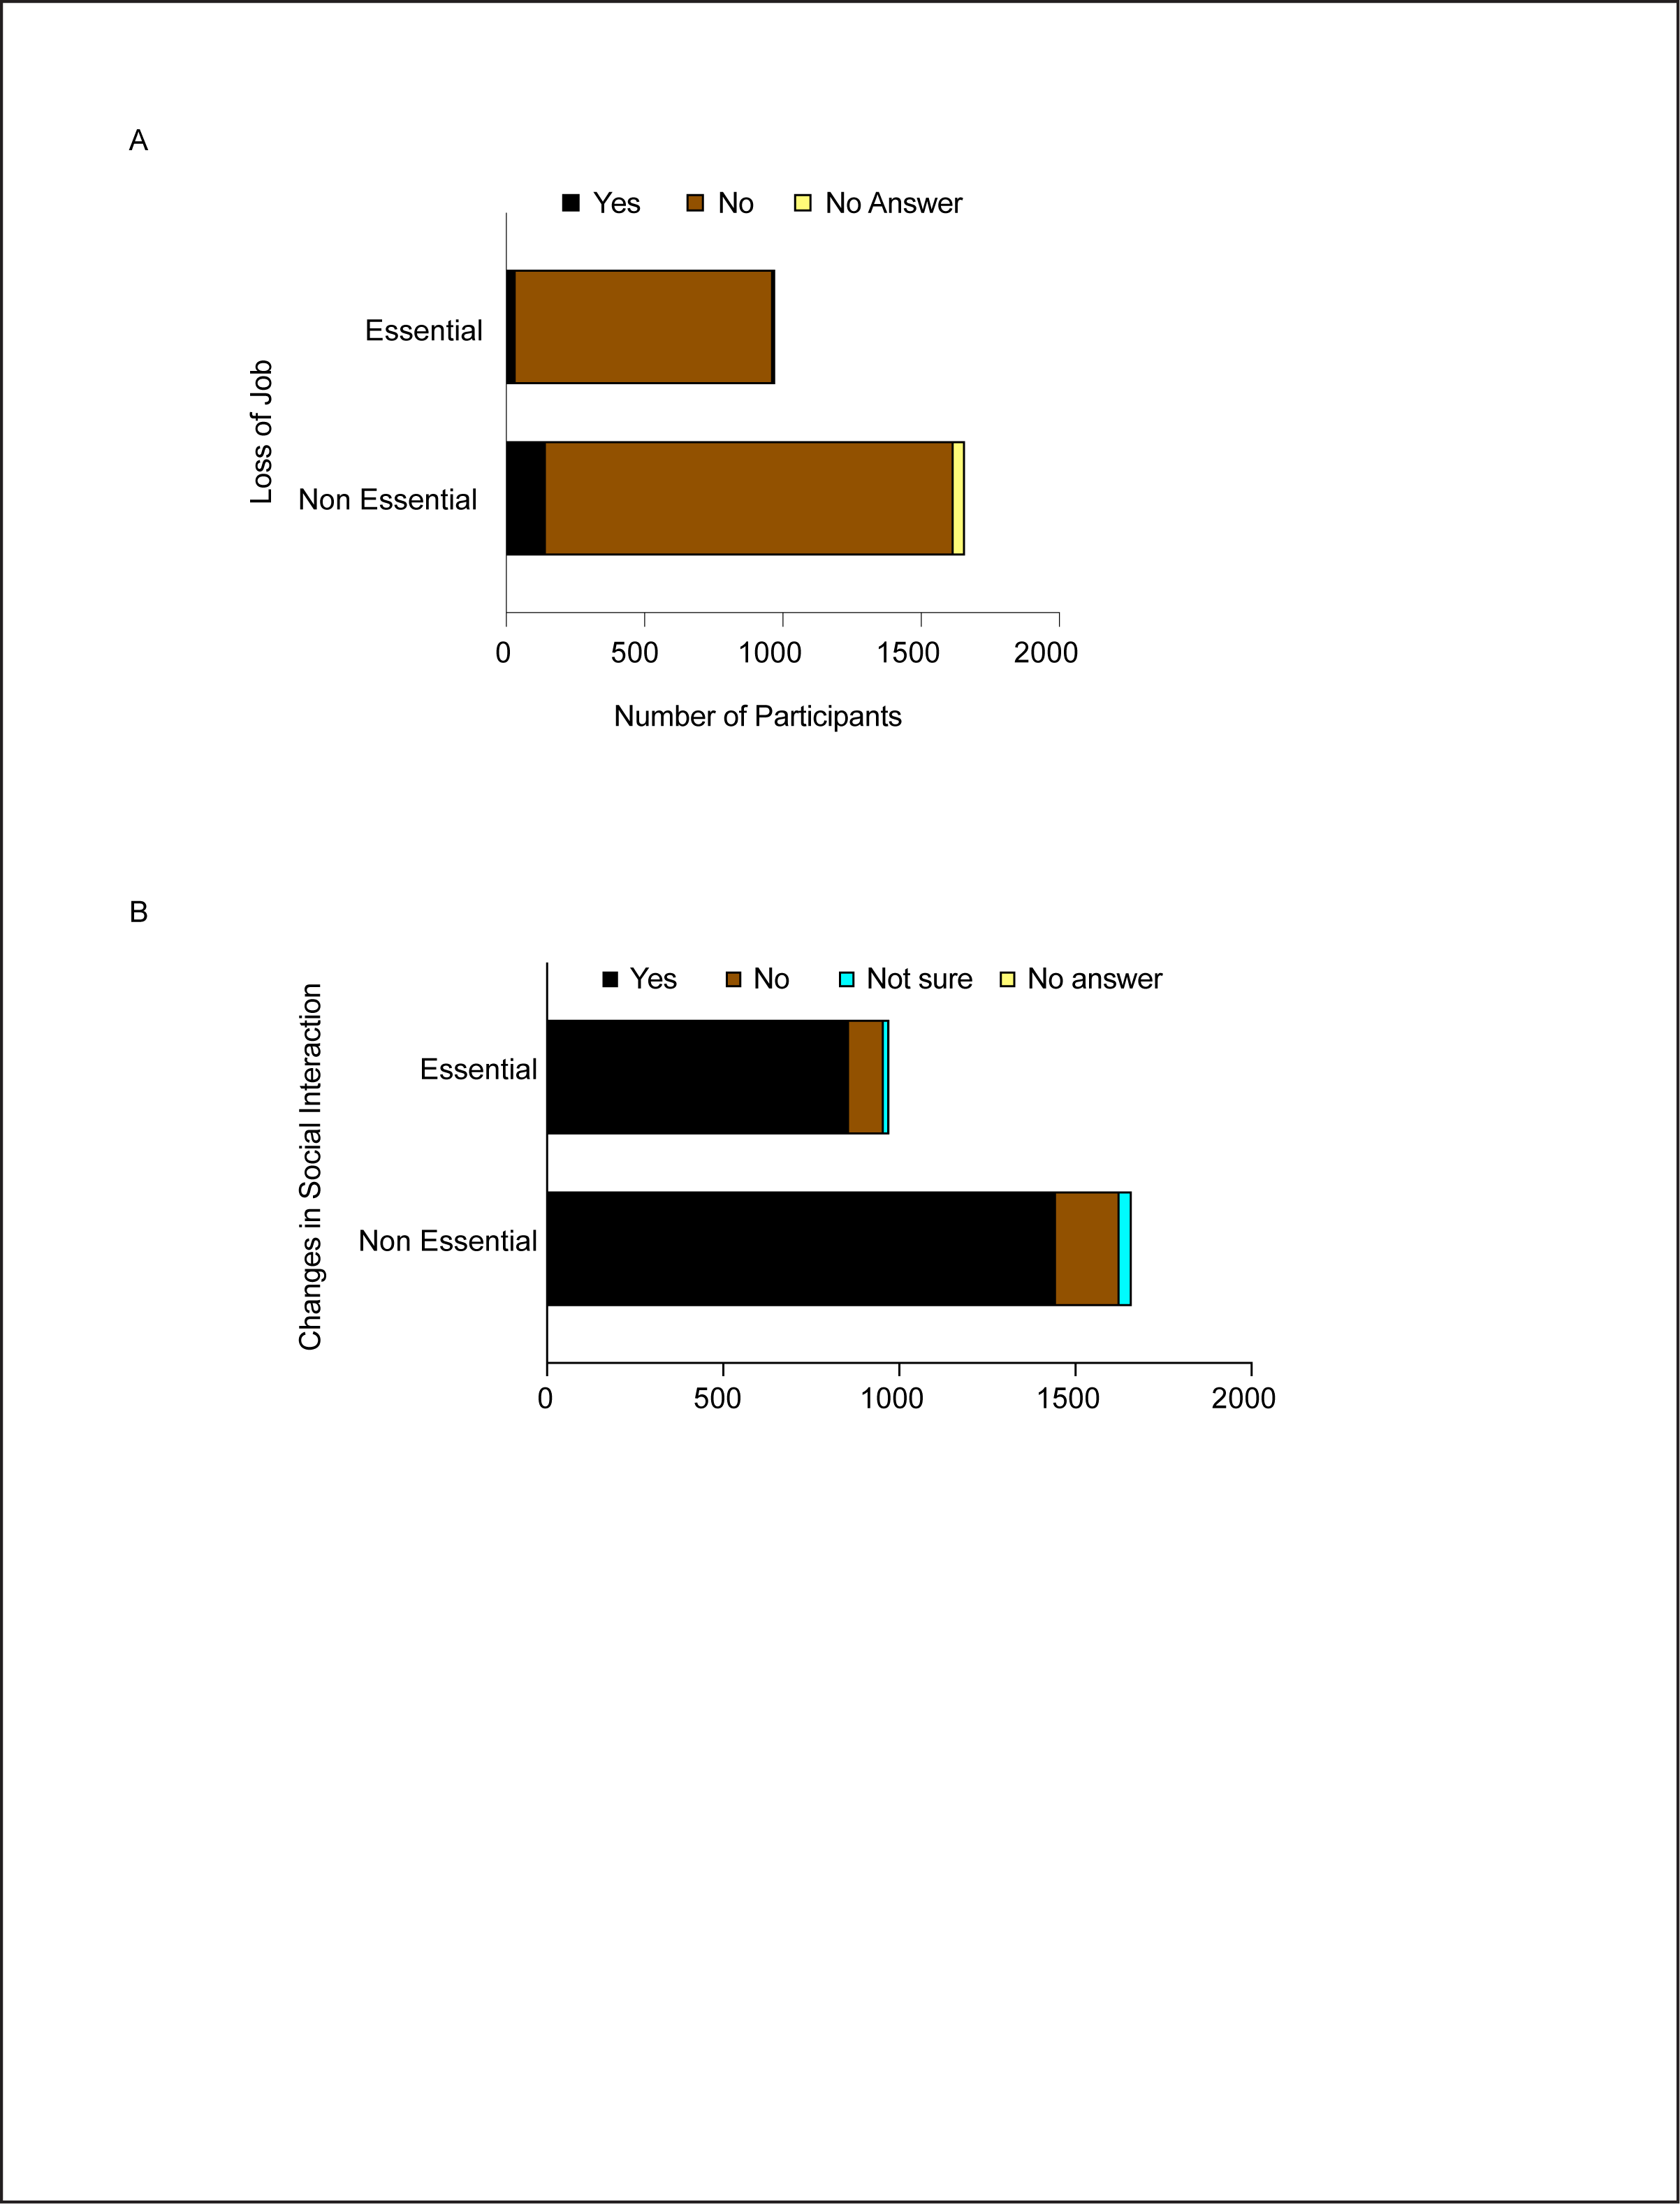 A
Yes No No Answer
Loss of Job
Essential
Non Essential
0 500 1000 1500 2000
Number of Participants
B
Yes No Not sure No answer
Changes in Social Interaction
Essential
Non Essential
0 500 1000 1500 2000